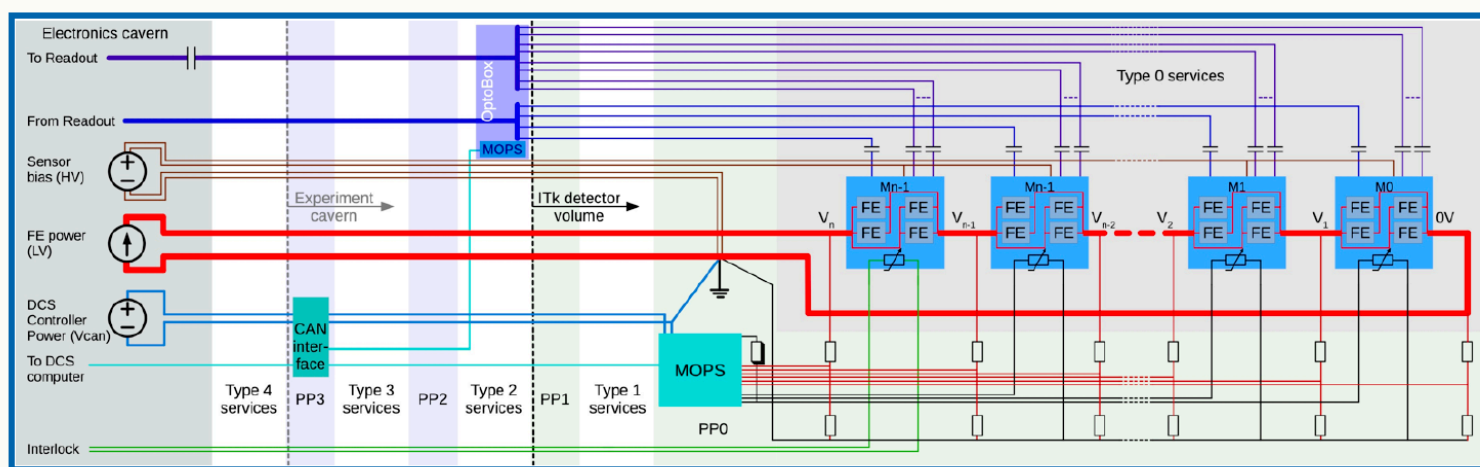 Electronics cavern
To Readout
OptoBox
Type 0 services
From Readout
MOPS
Sensor
bias (HV)
Experiment
cavern
ITk detector
volume
Mn-1
Mn-1
M1
M0
FE FE
FE FE
FE FE
FE FE
FE FE
FE FE
FE FE
FE FE
Vn
Vn-1
Vn-2
V2
V1
0V
FE power
(LV)
DCS
Controller
Power (Vcan)
CAN
inter-
face
MOPS
To DCS
computer
Type 4
services
PP3
Type 3
services
PP2
Type 2
services
PP1
Type 1
services
PP0
Interlock